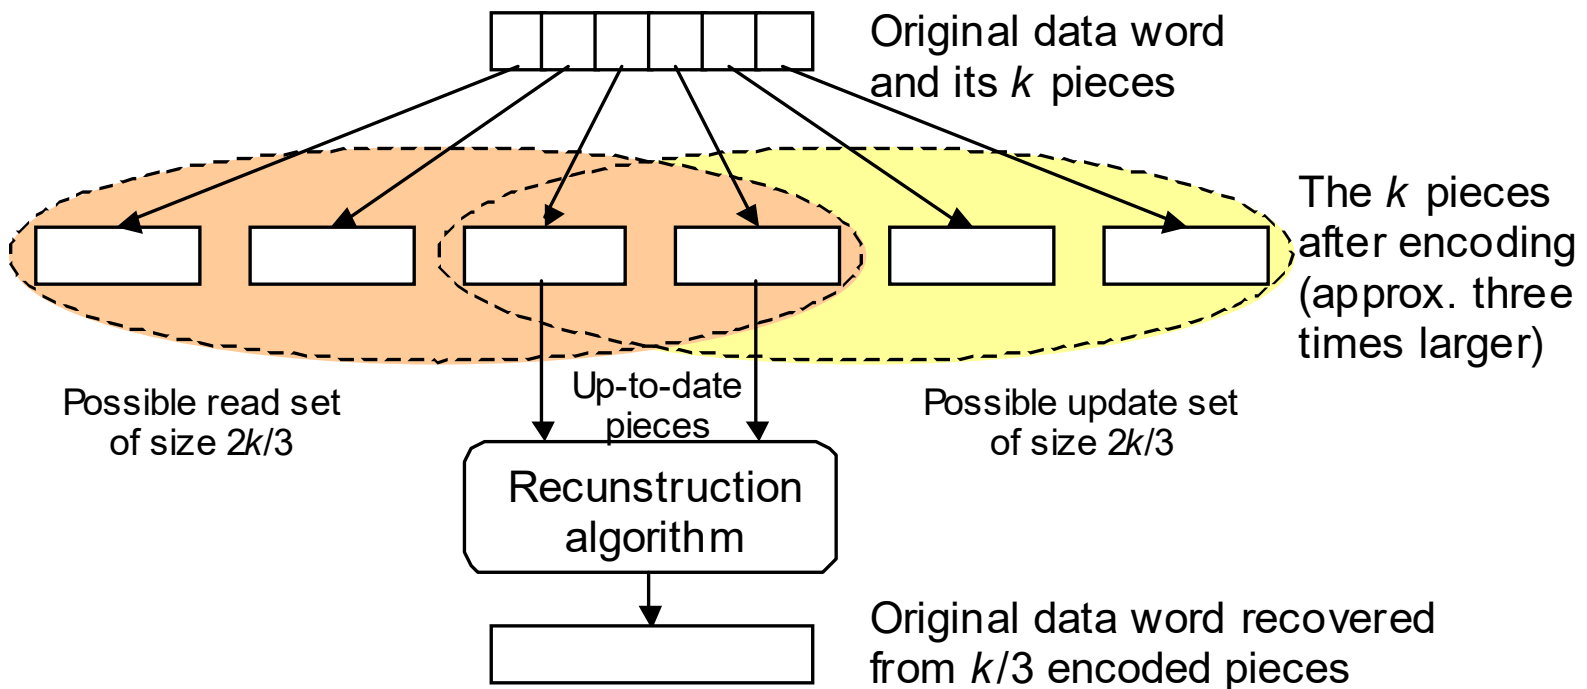 Original data word
and its k pieces
The k pieces
after encoding
(approx. three
times larger)
Possible read set
of size 2k/3
Up-to-date
pieces
Possible update set
of size 2k/3
Recunstruction
algorithm
Original data word recovered
from k/3 encoded pieces